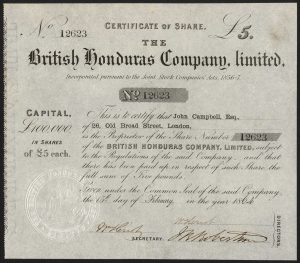 No 12623
CERTIFICATE OF SHARE.
£5.
THE
British Honduras Company, limited.
Incorporated pursuant to the Joint Stock Companies' Acts, 1856-7.
No 12623
CAPITAL
£100,000
IN SHARES
OF £5 each.
This is to certify that John Campbell, Esq.
of 26, Old Broad Street, London,
is the Proprietor of the Share Number 12623
of the BRITISH HONDURAS COMPANY, LIMITED, subject
to the Regulations of the said Company, and that
there has been paid up in respect of such Share the
full sum of Five pounds.
Given under the Common Seal of the said Company
the day of February, in the year 1864
SECRETARY.
DIRECTORS.